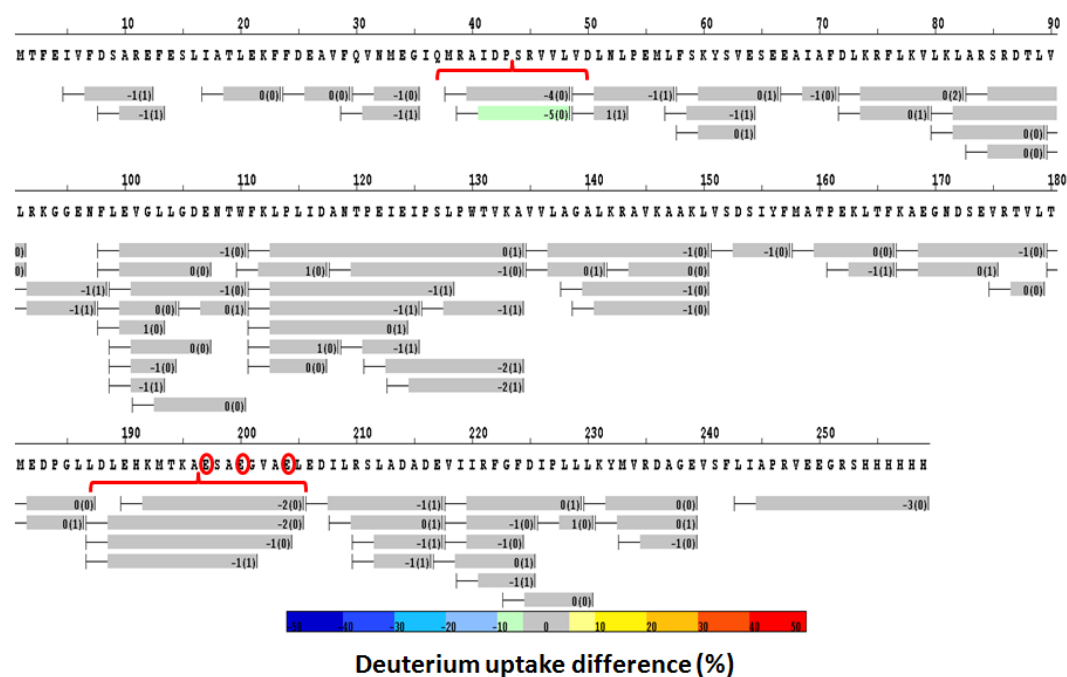 10 20 30 40 50 60 70 80 90
MTFEIVFDSAREFESLIATLEKFFDEAVFQVNMEGIQMRAIDPSRVVLVDLNLPEMLFSKYSVESEEAIAFDLKRFLKVLKLARSRDTLV
-1(1) 0(0) 0(0) -1(0) -4(0) -1(1) 0(1) -1(0) 0(2)
-1(1) -1(1) -5(0) 1(1) -1(1) 0(1)
0(1) 0(0)
0(0)
100 110 120 130 140 150 160 170 180
LRKGGENFLEVGLLGDENTWFKLPLIDANTPEIEIPSLPWTVKAVVLAGALKRAVKAAKLVSDSIYFMATPEKLTFKAEGNDSEVRTVLT
0) -1(0) 0(1) -1(0) -1(0) 0(0) -1(0)
0) 0(0) 1(0) -1(0) 0(1) 0(0) -1(1) 0(1)
-1(1) -1(0) -1(1) -1(0) 0(0)
-1(1) 0(0) 0(1) -1(1) -1(1) -1(0)
1(0) 0(1)
0(0) 1(0) -1(1)
-1(0) 0(0) -2(1)
-1(1) -2(1)
0(0)
190 200 210 220 230 240 250
MEDPGLLDLEHKMTKAESAEGVAELEDILRSLADADEVIIRFGFDIPLLLKYMVRDAGEVSFLIAPRVEEGRSHHHHHH
0(0) -2(0) -1(1) 0(1) 0(0) -3(0)
0(1) -2(0) 0(1) -1(0) 1(0) 0(1)
-1(0) -1(1) -1(0) -1(0)
-1(1) -1(1) 0(1)
-1(1)
0(0)
-50 -40 -30 -20 -10 0 10 20 30 40 50
Deuterium uptake difference (%)